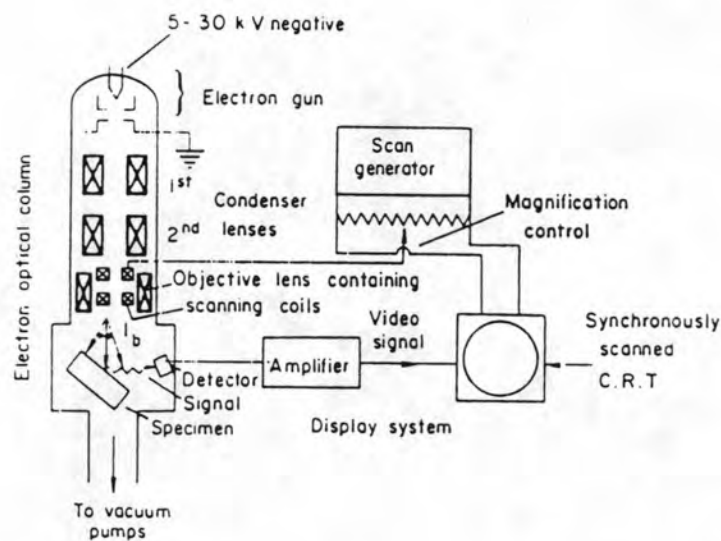 5-30 kV negative
Electron gun
Scan
generator
1st
Condenser
2nd lenses
Magnification
control
Electron optical column
Objective lens containing
scanning coils
Ib
Video
signal
Synchronously
scanned
C.R.T
Amplifier
Detector
Signal
Specimen
Display system
To vacuum
pumps